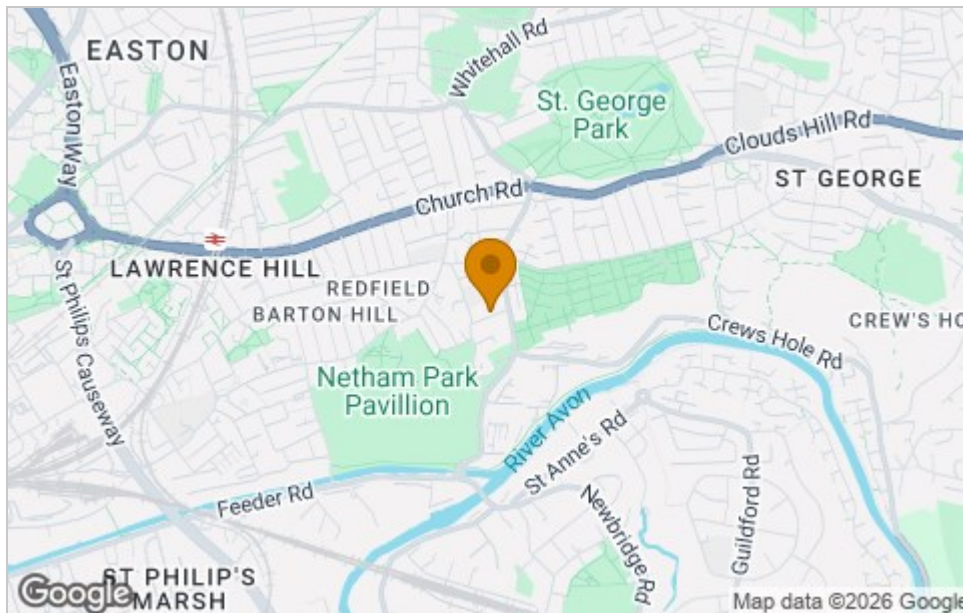 EASTON
Easton Way
Whitehall Rd
St. George
Park
Clouds Hill Rd
ST GEORGE
Church Rd
LAWRENCE HILL
St Philips Causeway
REDFIELD
BARTON HILL
CREW'S HO
Crews Hole Rd
Netham Park
Pavillion
River Avon
St Anne's Rd
Feeder Rd
Newbridge Rd
Guildford Rd
ST PHILIP'S
MARSH
Google
Map data ©2026 Google